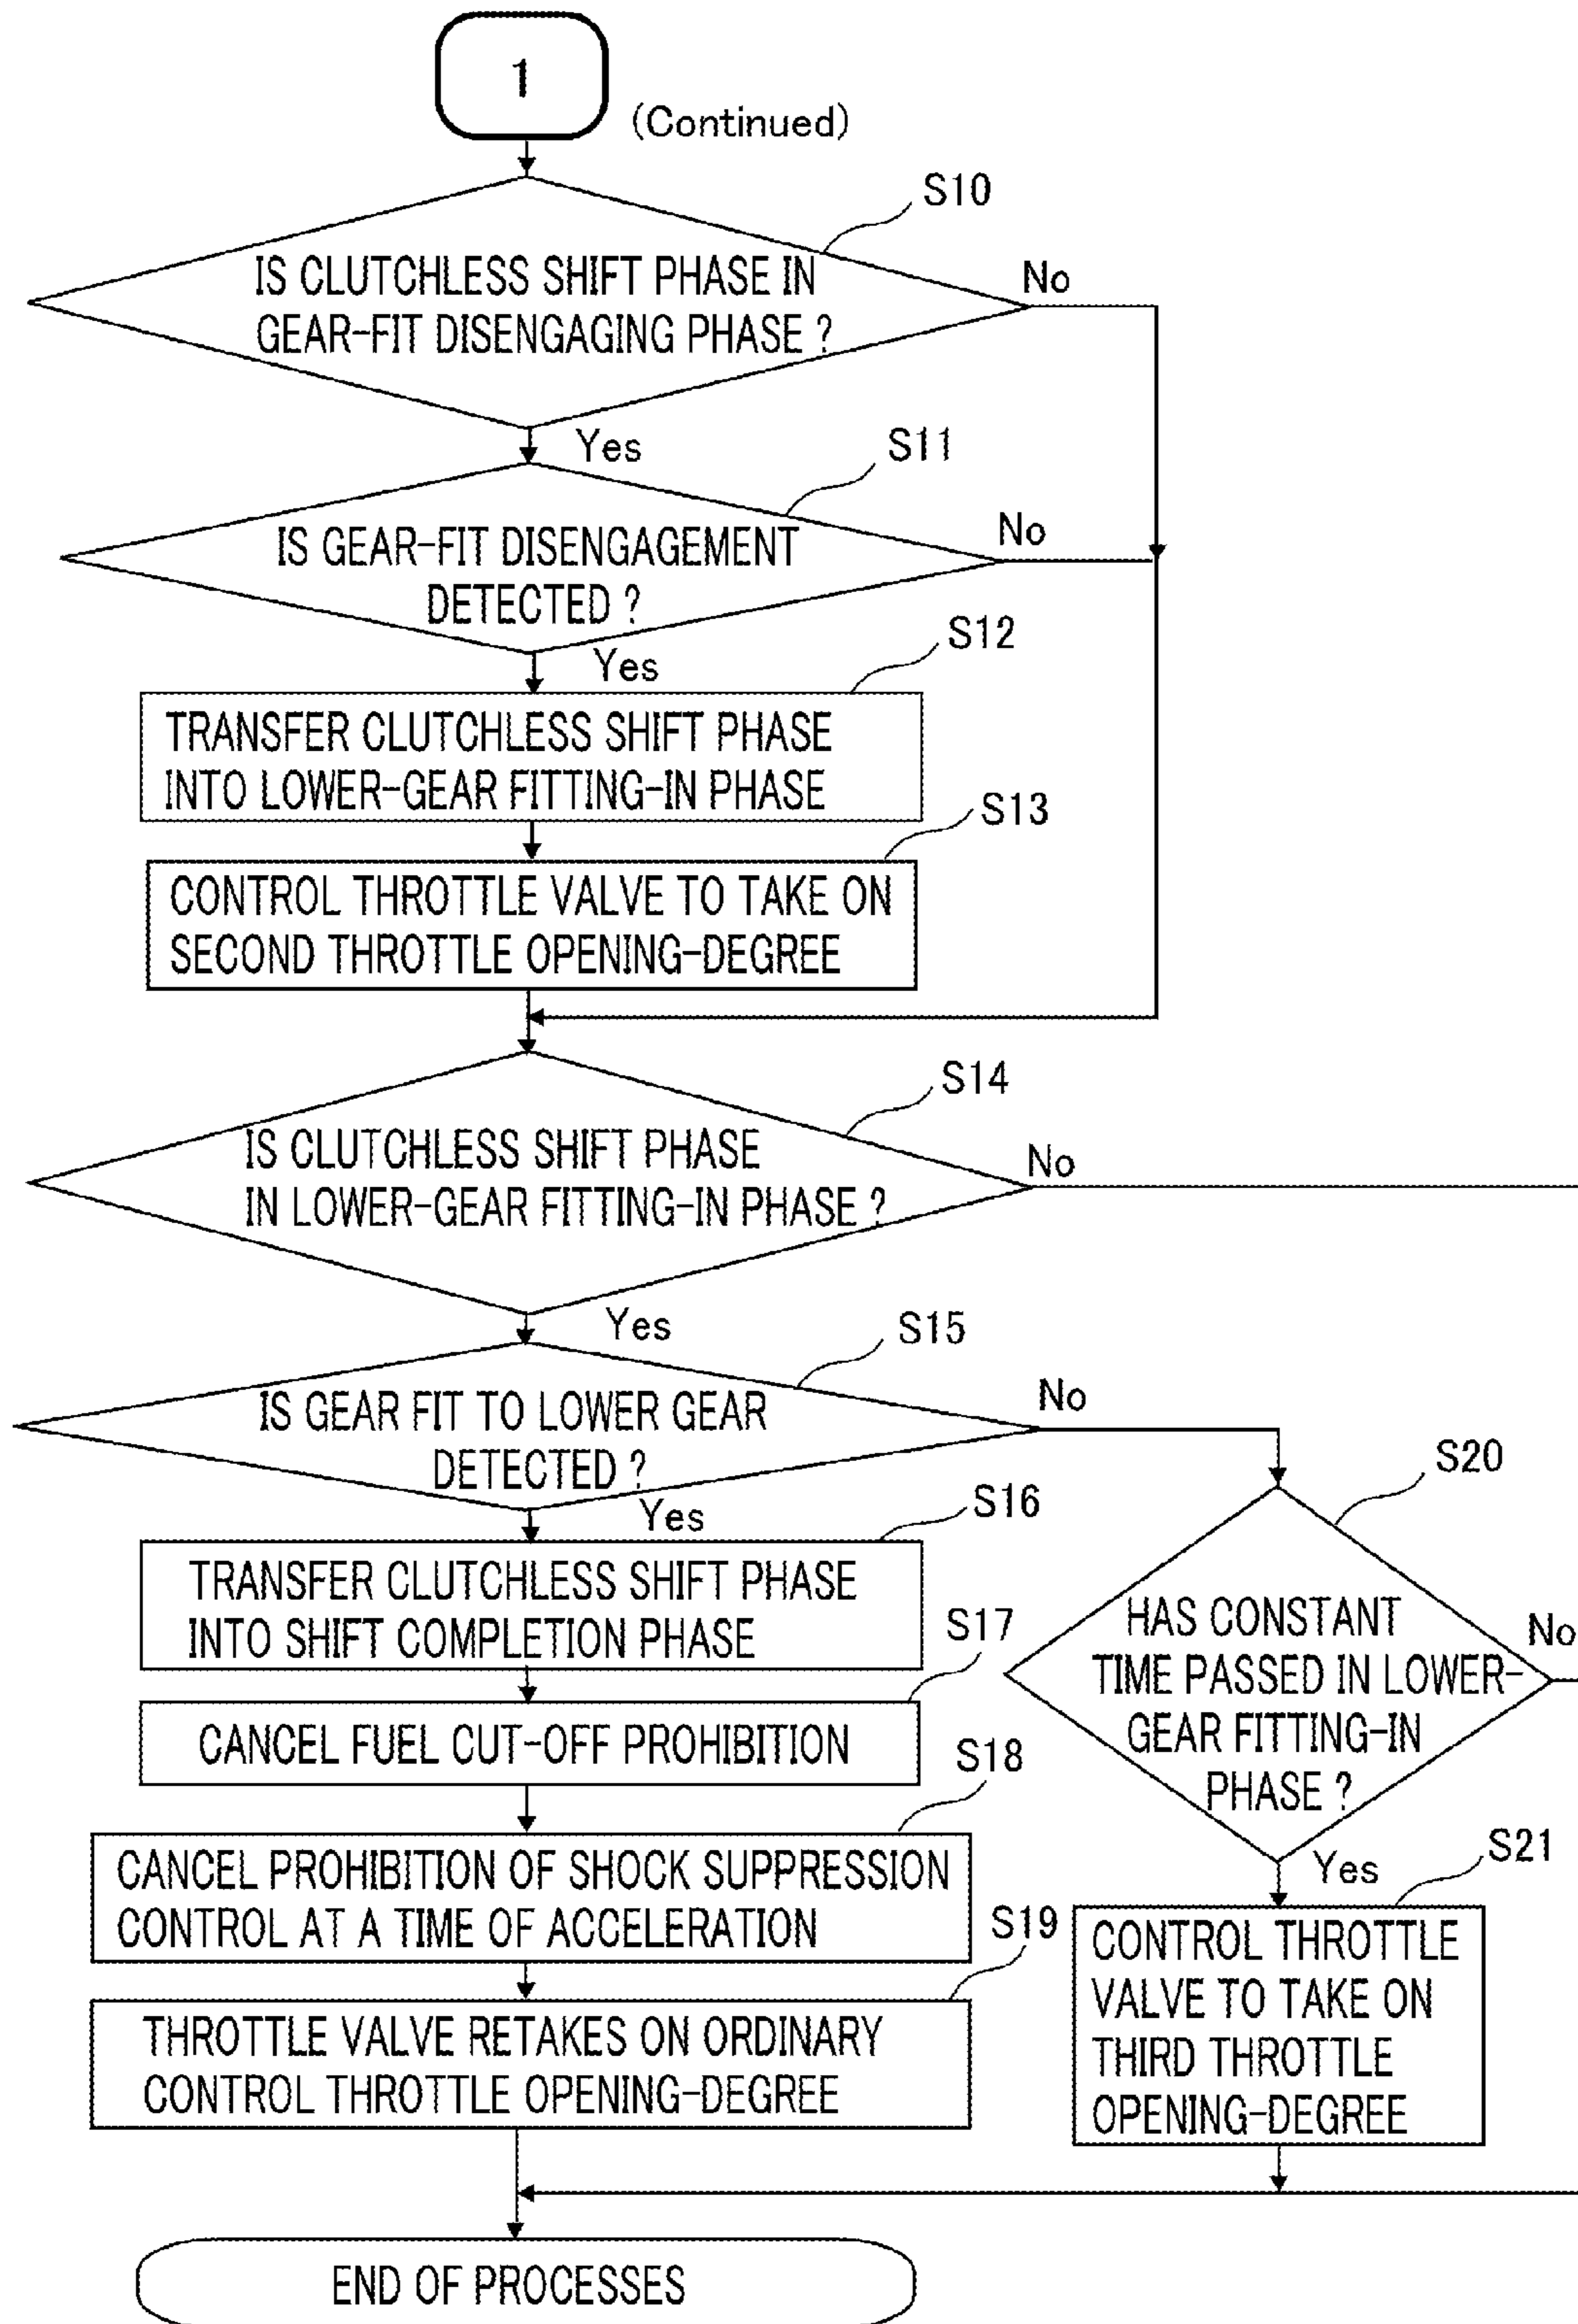 1
(Continued)
S10
IS CLUTCHLESS SHIFT PHASE IN
GEAR-FIT DISENGAGING PHASE ?
No
Yes
S11
IS GEAR-FIT DISENGAGEMENT
DETECTED ?
No
Yes
S12
TRANSFER CLUTCHLESS SHIFT PHASE
INTO LOWER-GEAR FITTING-IN PHASE
S13
CONTROL THROTTLE VALVE TO TAKE ON
SECOND THROTTLE OPENING-DEGREE
S14
IS CLUTCHLESS SHIFT PHASE
IN LOWER-GEAR FITTING-IN PHASE ?
No
Yes
S15
IS GEAR FIT TO LOWER GEAR
DETECTED ?
No
Yes
S16
TRANSFER CLUTCHLESS SHIFT PHASE
INTO SHIFT COMPLETION PHASE
S17
CANCEL FUEL CUT-OFF PROHIBITION
S18
CANCEL PROHIBITION OF SHOCK SUPPRESSION
CONTROL AT A TIME OF ACCELERATION
S19
THROTTLE VALVE RETAKES ON ORDINARY
CONTROL THROTTLE OPENING-DEGREE
S20
HAS CONSTANT
TIME PASSED IN LOWER-
GEAR FITTING-IN
PHASE ?
No
Yes
S21
CONTROL THROTTLE
VALVE TO TAKE ON
THIRD THROTTLE
OPENING-DEGREE
END OF PROCESSES